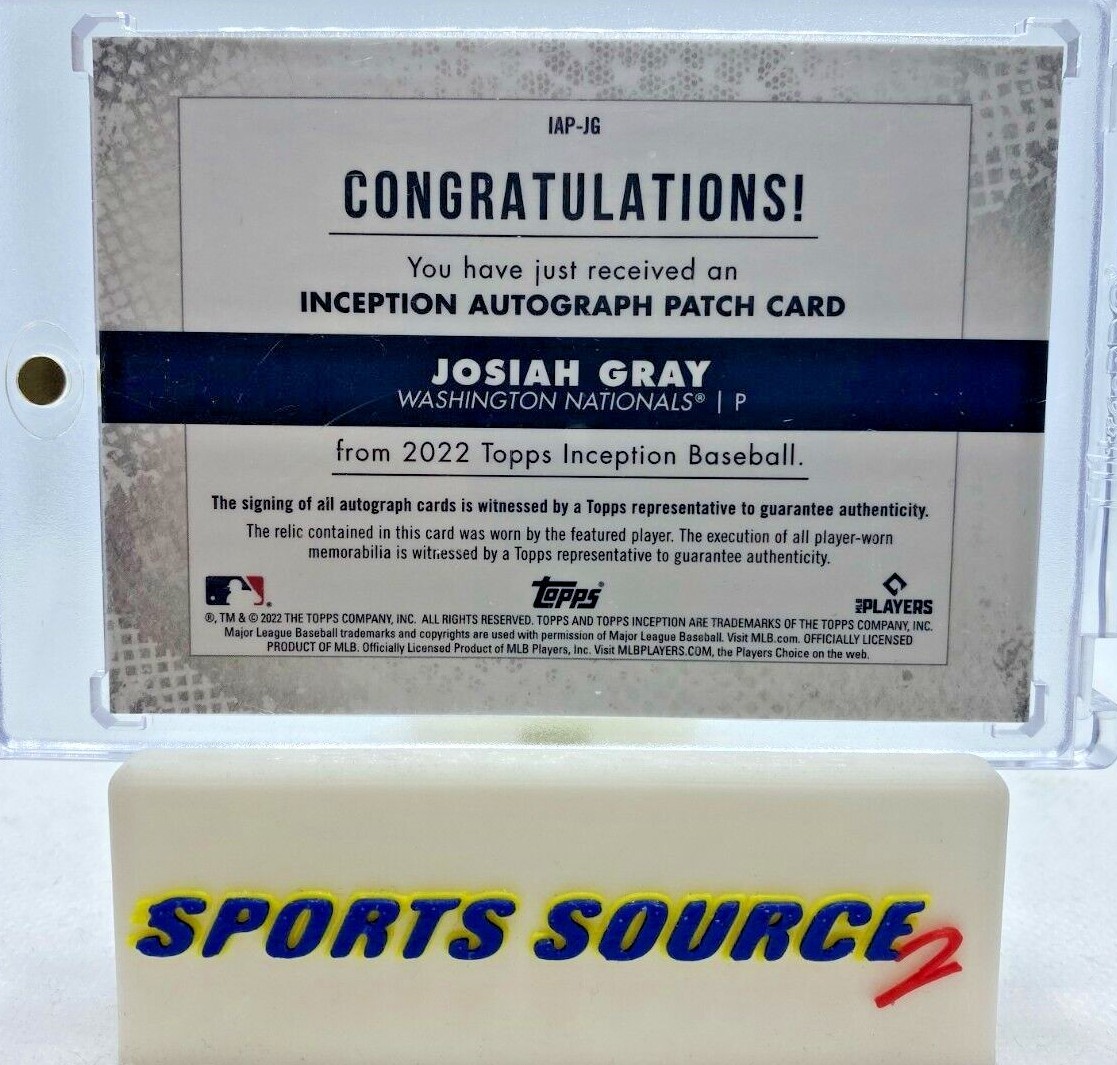 IAP-JG
CONGRATULATIONS!
You have just received an
INCEPTION AUTOGRAPH PATCH CARD
JOSIAH GRAY
WASHINGTON NATIONALS® | P
from 2022 Topps Inception Baseball.
The signing of all autograph cards is witnessed by a Topps representative to guarantee authenticity.
The relic contained in this card was worn by the featured player. The execution of all player-worn
memorabilia is witnessed by a Topps representative to guarantee authenticity.
Topps®
MLB PLAYERS
®, TM & © 2022 THE TOPPS COMPANY, INC. ALL RIGHTS RESERVED. TOPPS AND TOPPS INCEPTION ARE TRADEMARKS OF THE TOPPS COMPANY, INC.
Major League Baseball trademarks and copyrights are used with permission of Major League Baseball. Visit MLB.com. OFFICIALLY LICENSED
PRODUCT OF MLB. Officially Licensed Product of MLB Players, Inc. Visit MLBPLAYERS.COM, the Players Choice on the web.
SPORTS SOURCE 2